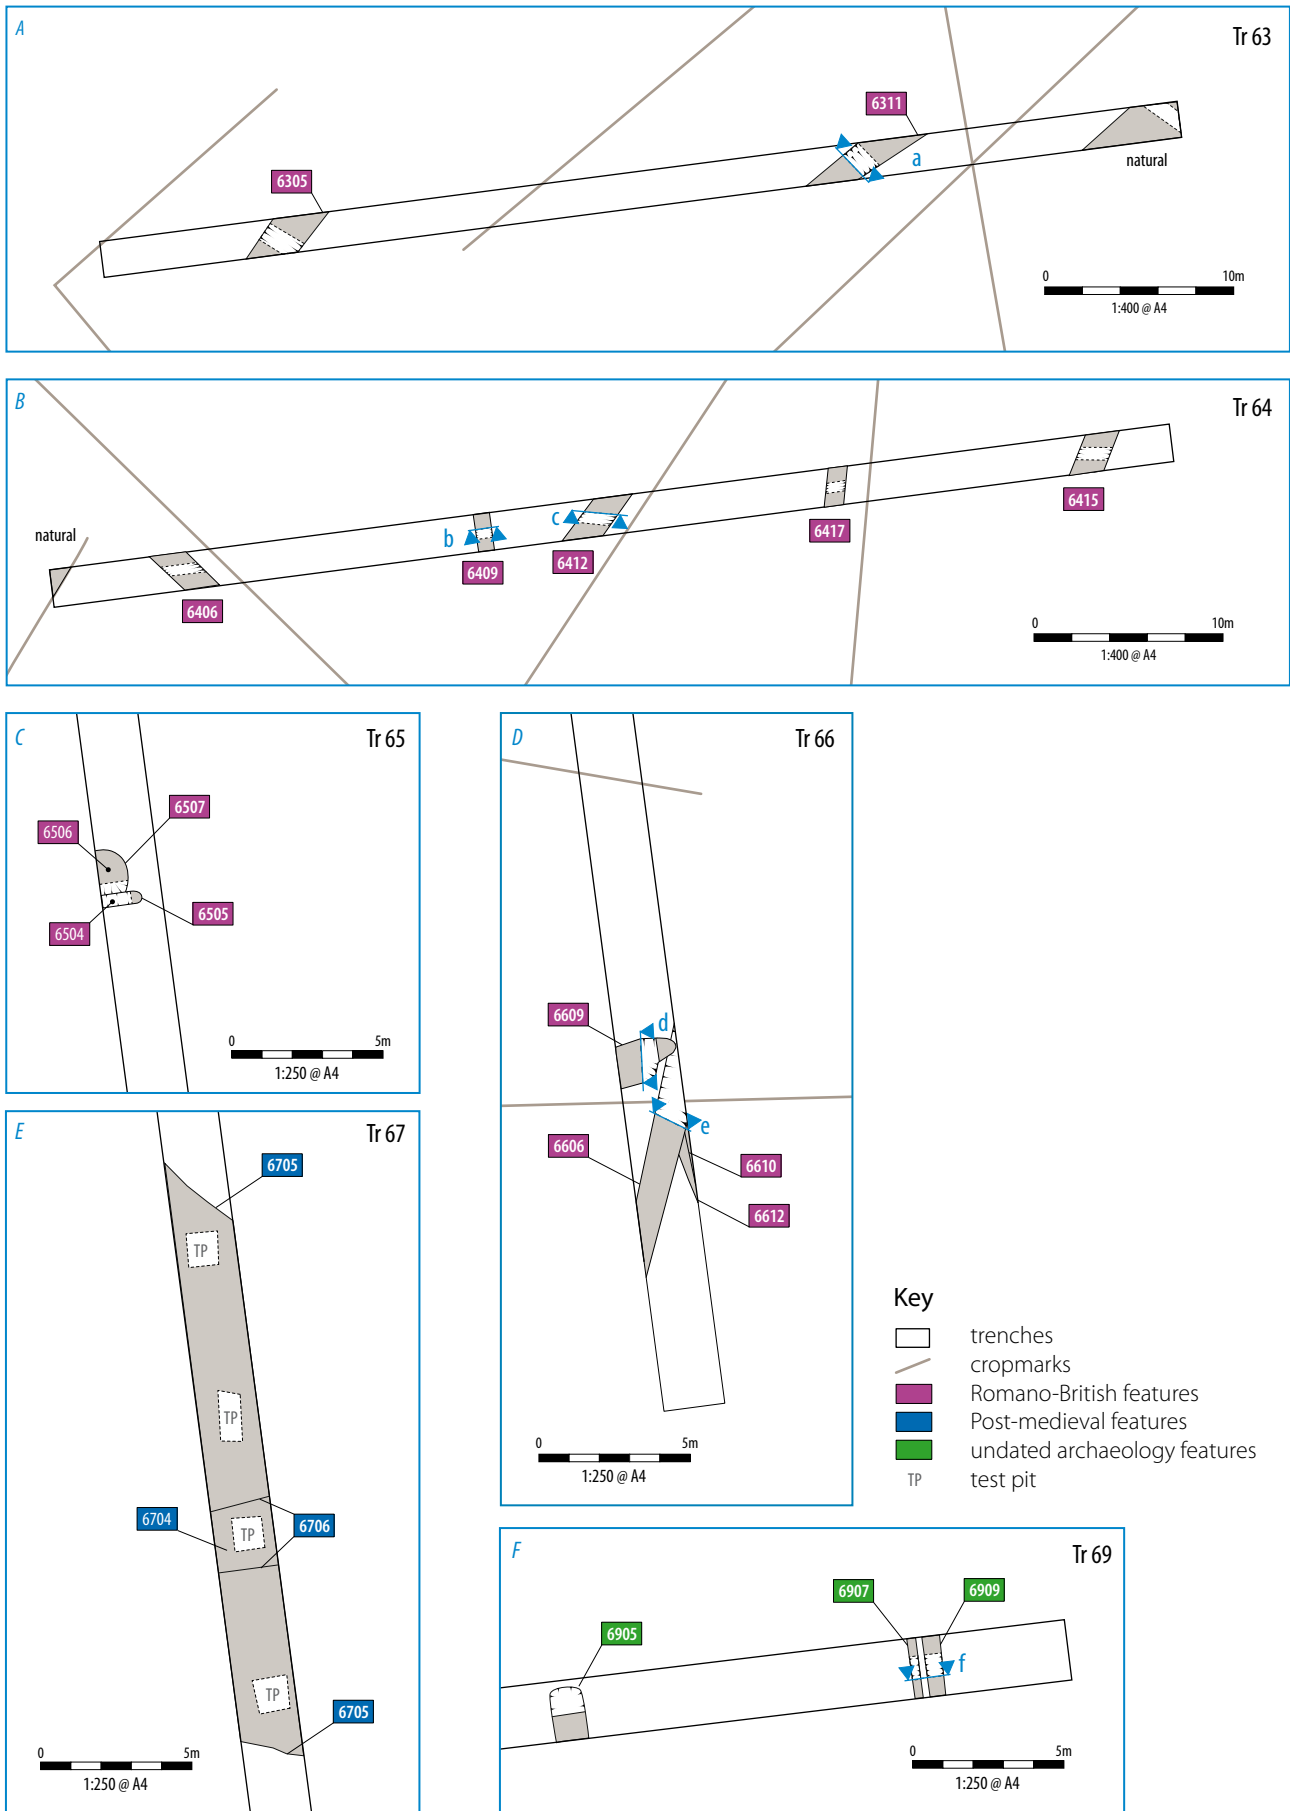 A
Tr 63
6311
a
natural
6305
0 10m
1:400 @ A4
B
Tr 64
natural
6406
b
6409
c
6412
6417
6415
0 10m
1:400 @ A4
C
Tr 65
6507
6506
6505
6504
0 5m
1:250 @ A4
D
Tr 66
6609
d
e
6606
6610
6612
0 5m
1:250 @ A4
E
Tr 67
6705
TP
TP
6704
TP
6706
TP
6705
0 5m
1:250 @ A4
Key
trenches
cropmarks
Romano-British features
Post-medieval features
undated archaeology features
TP test pit
F
Tr 69
6907
6909
6905
f
0 5m
1:250 @ A4